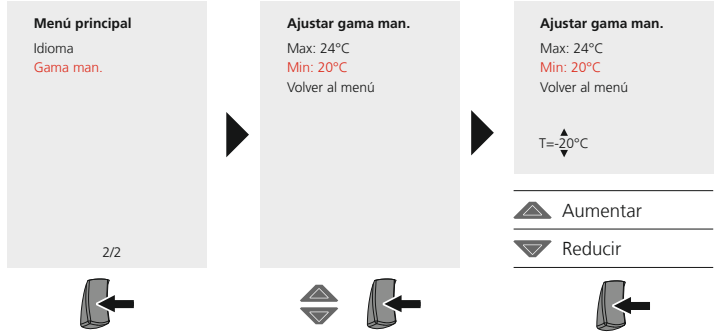 Menú principal
Idioma
Gama man.
2/2
Ajustar gama man.
Max: 24°C
Min: 20°C
Volver al menú
Ajustar gama man.
Max: 24°C
Min: 20°C
Volver al menú
T=-20°C
Aumentar
Reducir